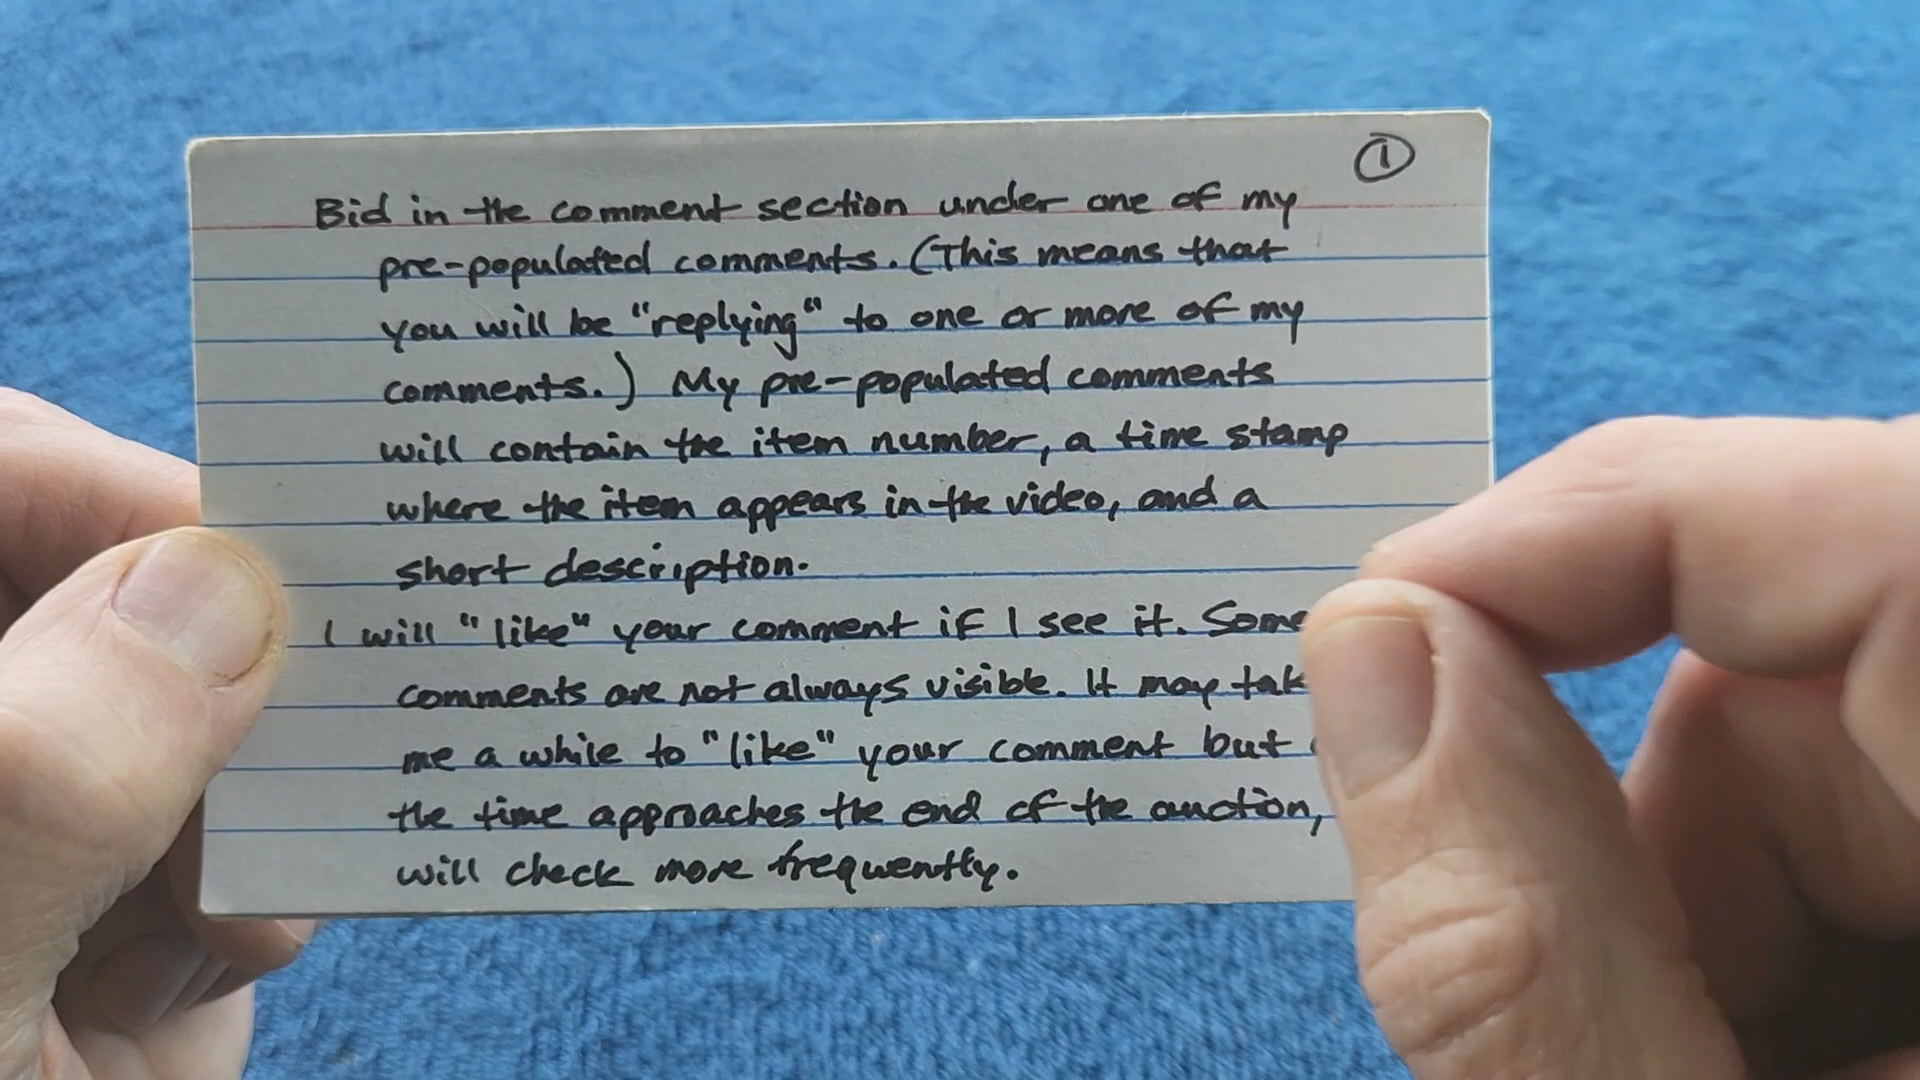 ①
Bid in the comment section under one of my
pre-populated comments. (This means that
you will be "replying" to one or more of my
comments.) My pre-populated comments
will contain the item number, a time stamp
where the item appears in the video, and a
short description.
I will "like" your comment if I see it. Some
comments are not always visible. It may
me a while to "like" your comment but
the time approaches the end of the auction,
will check more frequently.